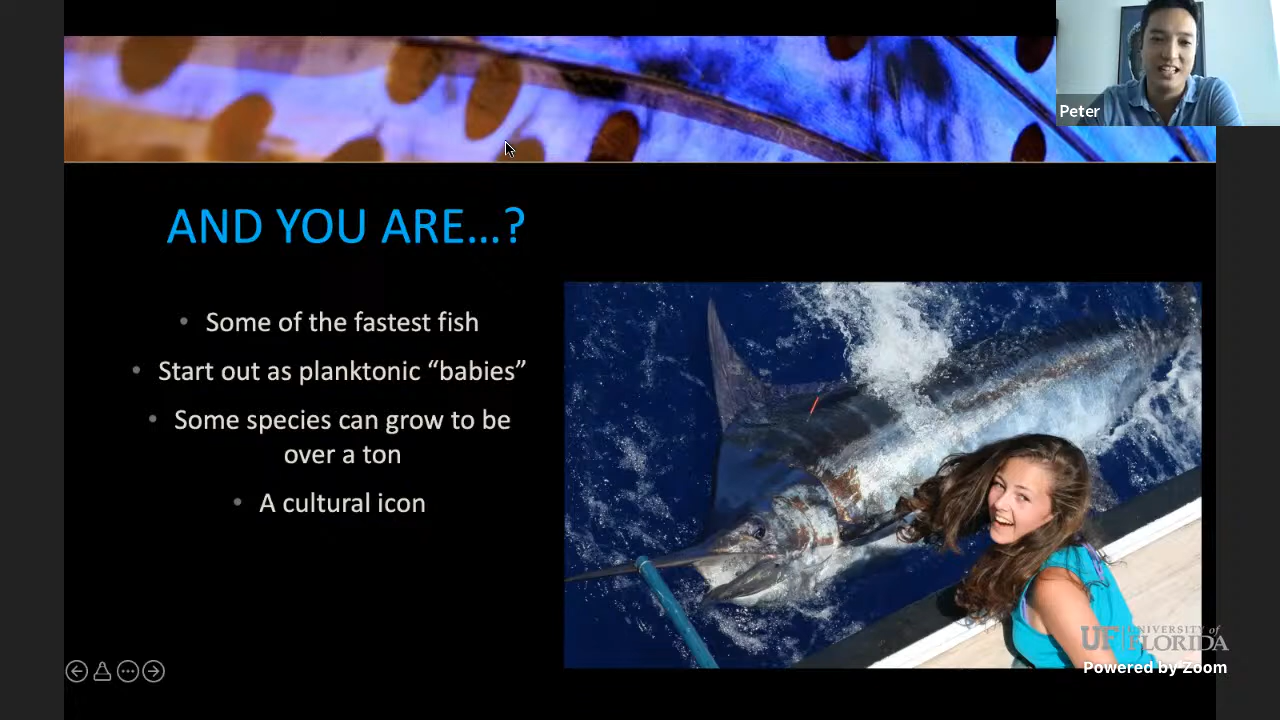 Peter
AND YOU ARE…?
• Some of the fastest fish
• Start out as planktonic “babies”
• Some species can grow to be
over a ton
• A cultural icon
UF UNIVERSITY of
FLORIDA
Powered by Zoom